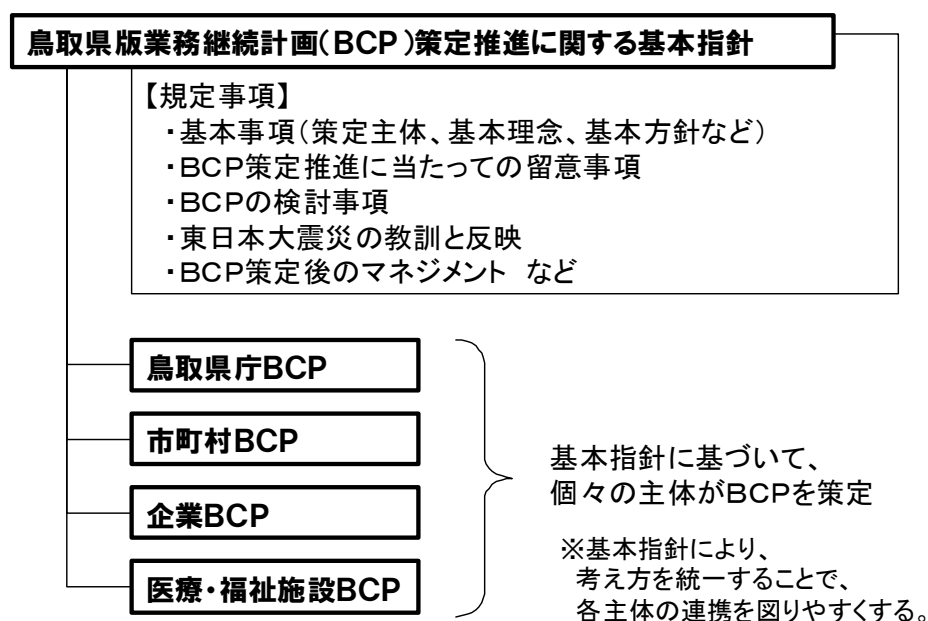 鳥取県版業務継続計画(BCP)策定推進に関する基本指針
【規定事項】
・基本事項(策定主体、基本理念、基本方針など)
・BCP策定推進に当たっての留意事項
・BCPの検討事項
・東日本大震災の教訓と反映
・BCP策定後のマネジメント など
鳥取県庁BCP
市町村BCP
企業BCP
医療・福祉施設BCP
基本指針に基づいて、
個々の主体がBCPを策定
※基本指針により、
考え方を統一することで、
各主体の連携を図りやすくする。